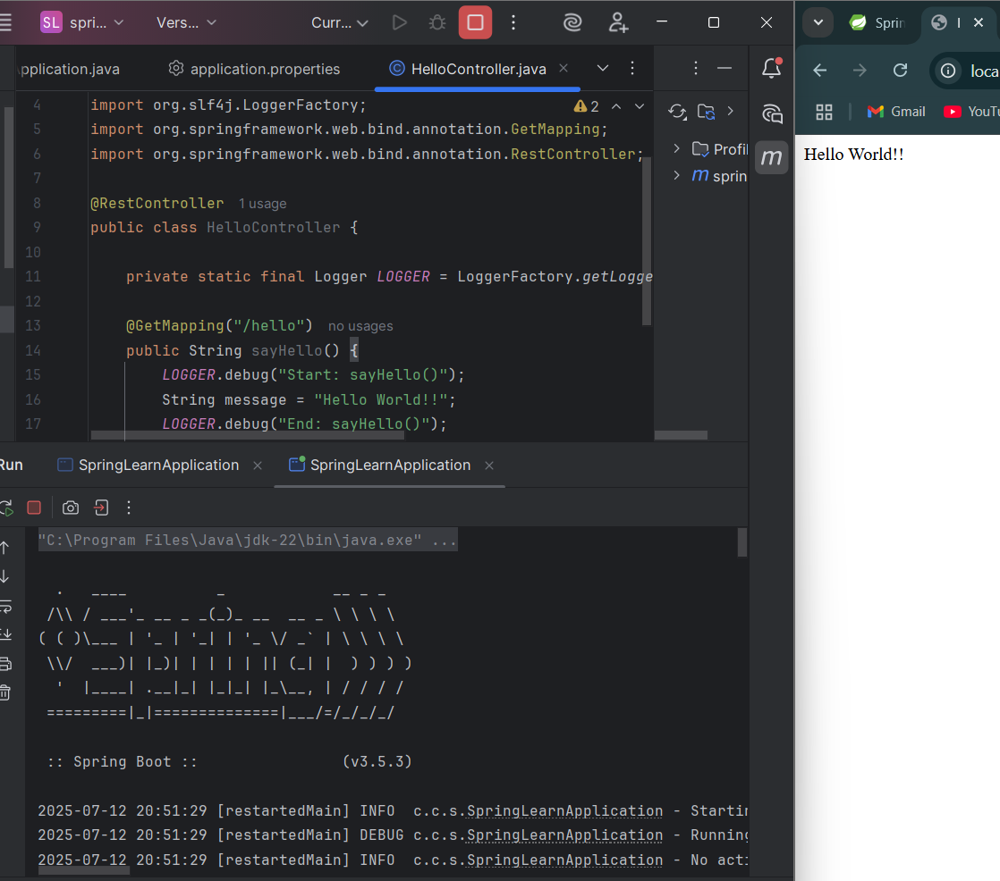 SL spri... Vers... Curr...
pplication.java application.properties HelloController.java
4 import org.slf4j.LoggerFactory; 2
5 import org.springframework.web.bind.annotation.GetMapping;
6 import org.springframework.web.bind.annotation.RestController;
7
8 @RestController 1 usage
9 public class HelloController {
10
11 private static final Logger LOGGER = LoggerFactory.getLogge
12
13 @GetMapping("/hello") no usages
14 public String sayHello() {
15 LOGGER.debug("Start: sayHello()");
16 String message = "Hello World!!";
17 LOGGER.debug("End: sayHello()");
Profil
m sprin
m
Run SpringLearnApplication SpringLearnApplication
"C:\Program Files\Java\jdk-22\bin\java.exe" ...
  .   ____          _            __ _ _
 /\\ / ___'_ __ _ _(_)_ __  __ _ \ \ \ \
( ( )\___ | '_ | '_| | '_ \/ _` | \ \ \ \
 \\/  ___)| |_)| | | | | || (_| |  ) ) ) )
  '  |____| .__|_| |_|_| |_\__, | / / / /
 =========|_|==============|___/=/_/_/_/
:: Spring Boot :: (v3.5.3)
2025-07-12 20:51:29 [restartedMain] INFO c.c.s.SpringLearnApplication - Startin
2025-07-12 20:51:29 [restartedMain] DEBUG c.c.s.SpringLearnApplication - Running
2025-07-12 20:51:29 [restartedMain] INFO c.c.s.SpringLearnApplication - No acti
Sprin
loca
Gmail YouTu
Hello World!!